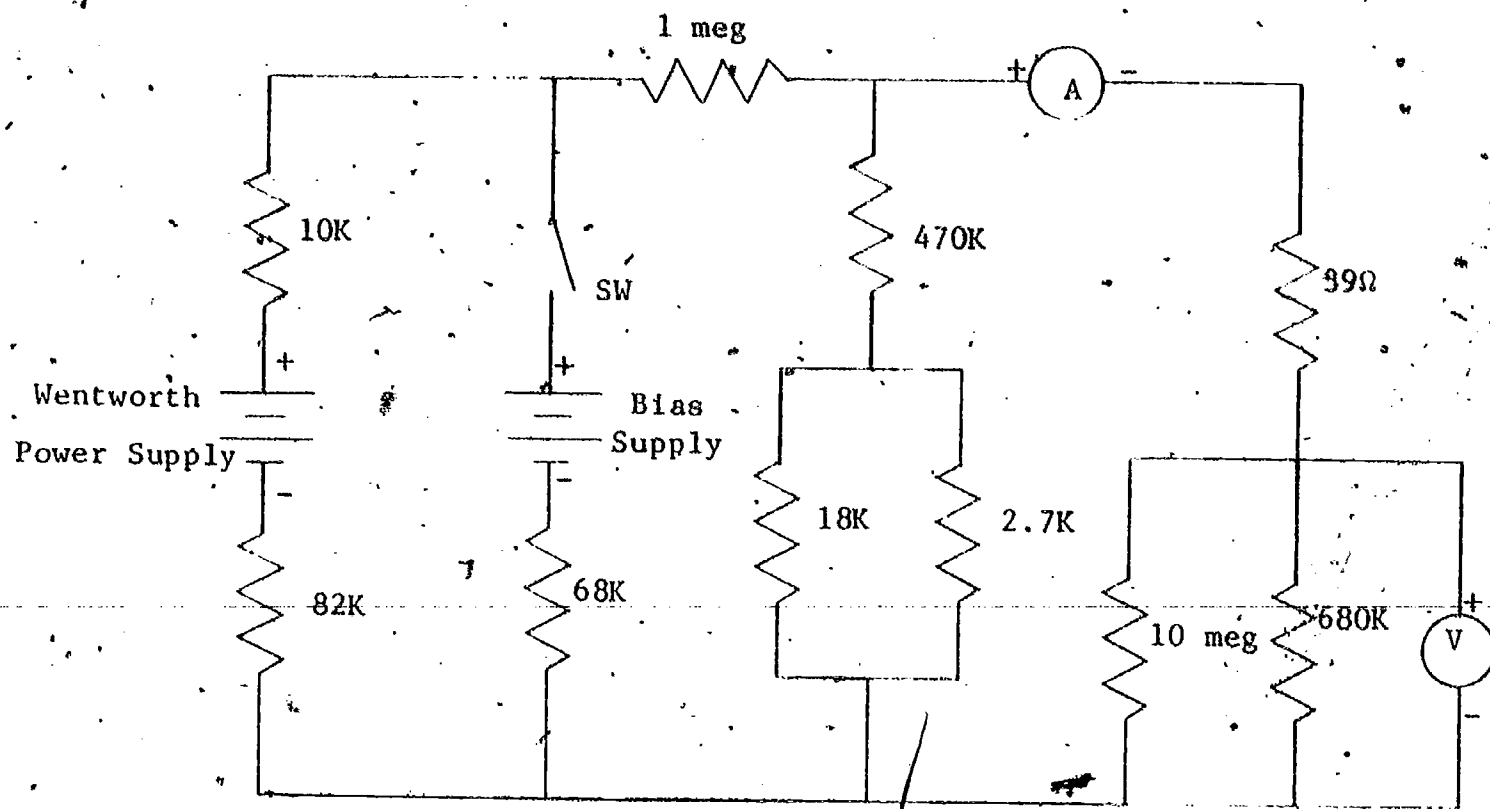 1 meg
+ A -
10K
470K
SW
39Ω
+
+
Wentworth
Power Supply
Bias
Supply
-
-
18K
2.7K
82K
68K
10 meg
680K
+
V
-